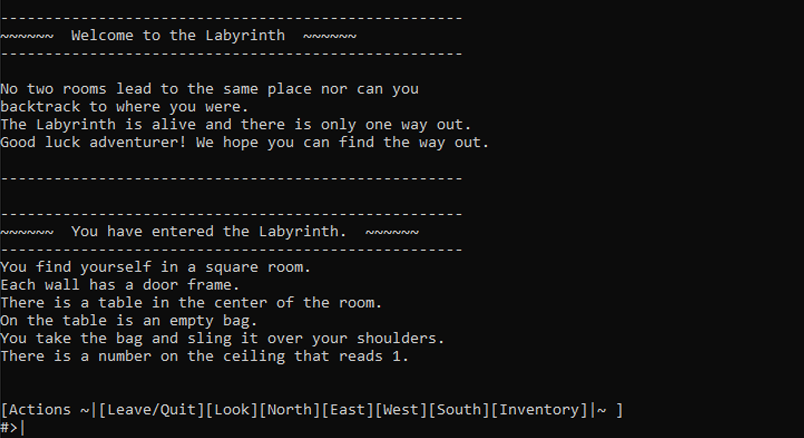 ----------------------------------------------------
~~~~~~  Welcome to the Labyrinth  ~~~~~~
----------------------------------------------------
No two rooms lead to the same place nor can you
backtrack to where you were.
The Labyrinth is alive and there is only one way out.
Good luck adventurer! We hope you can find the way out.
----------------------------------------------------
----------------------------------------------------
~~~~~~  You have entered the Labyrinth.  ~~~~~~
----------------------------------------------------
You find yourself in a square room.
Each wall has a door frame.
There is a table in the center of the room.
On the table is an empty bag.
You take the bag and sling it over your shoulders.
There is a number on the ceiling that reads 1.
[Actions ~|[Leave/Quit][Look][North][East][West][South][Inventory]|~ ]
#>|